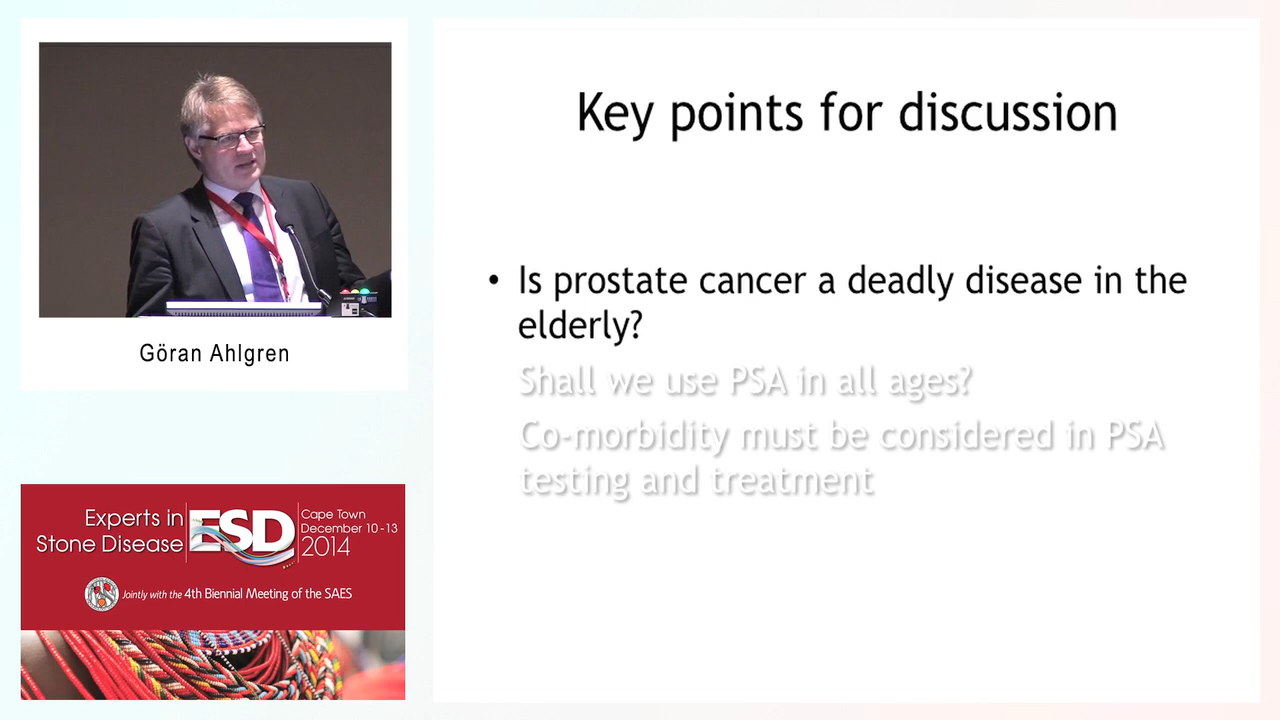 Göran Ahlgren
Experts in
Stone Disease
ESD
Cape Town
December 10-13
2014
Jointly with the 4th Biennial Meeting of the SAES
Key points for discussion
• Is prostate cancer a deadly disease in the
elderly?
Shall we use PSA in all ages?
Co-morbidity must be considered in PSA
testing and treatment